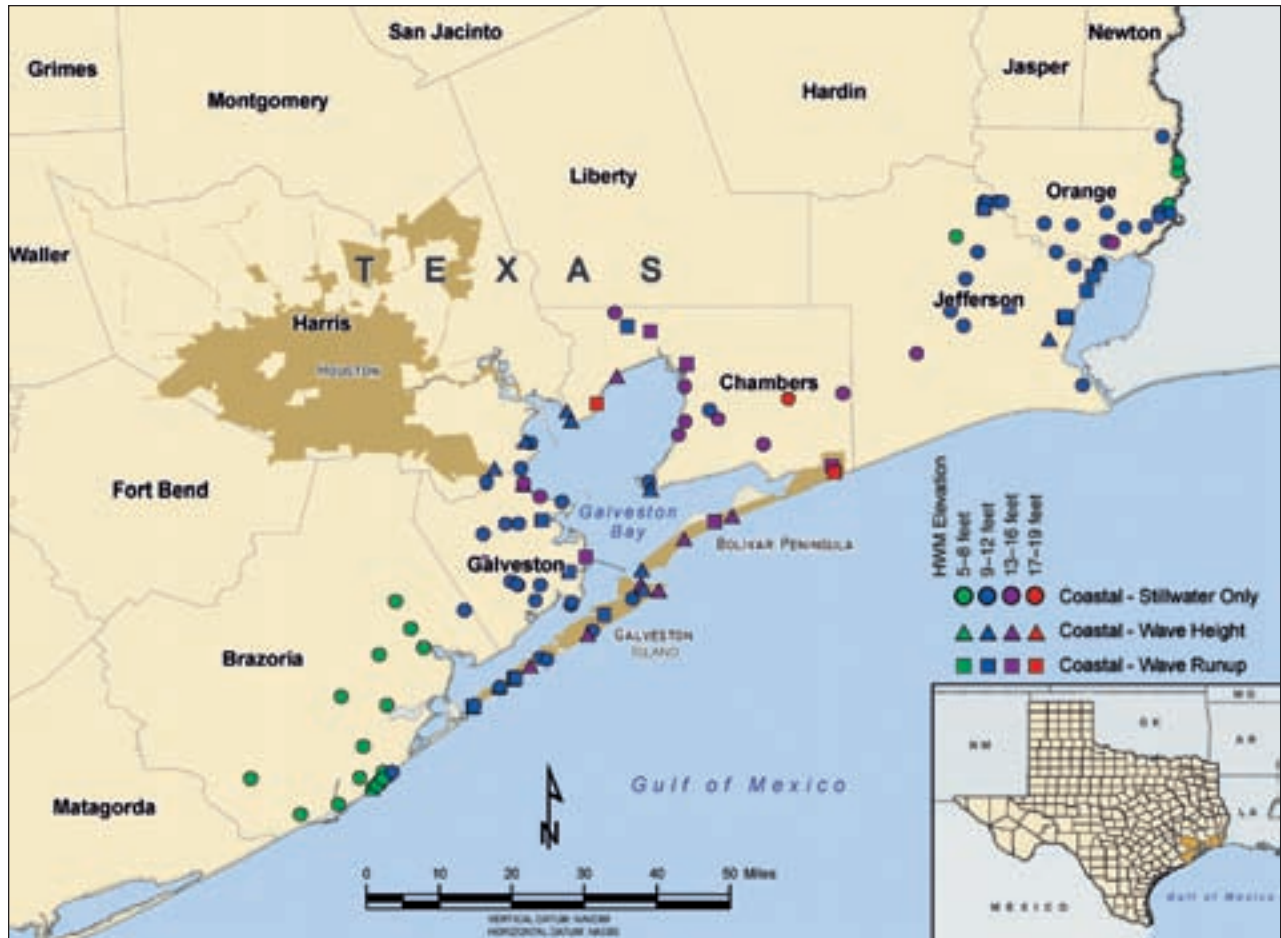 San Jacinto
Newton
Grimes
Jasper
Montgomery
Hardin
Liberty
Orange
Waller
TEXAS
Jefferson
Harris
HOUSTON
Chambers
Fort Bend
Galveston
Bay
BOLIVAR PENINSULA
Galveston
GALVESTON
ISLAND
Brazoria
Matagorda
Gulf of Mexico
N
0 10 20 30 40 50 Miles
HWM Elevation
5–8 feet
9–12 feet
13–16 feet
17–19 feet
Coastal - Stillwater Only
Coastal - Wave Height
Coastal - Wave Runup
NM
OK
MO
AR
LA
MEXICO
Gulf of Mexico